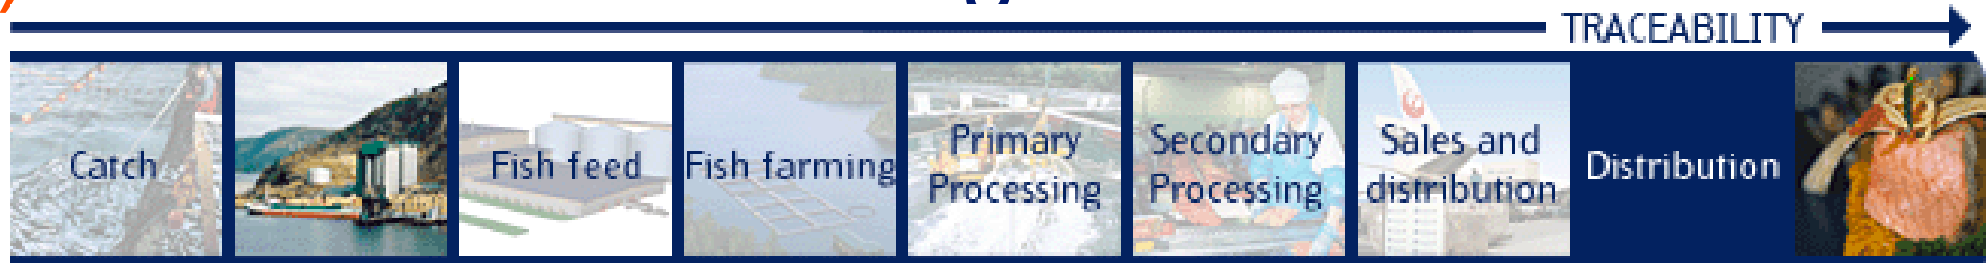 TRACEABILITY
Catch
Fish feed
Fish farming
Primary
Processing
Secondary
Processing
Sales and
distribution
Distribution